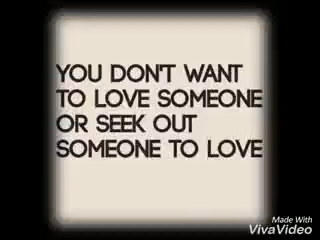 YOU DON'T WANT
TO LOVE SOMEONE
OR SEEK OUT
SOMEONE TO LOVE
Made With
VivaVideo